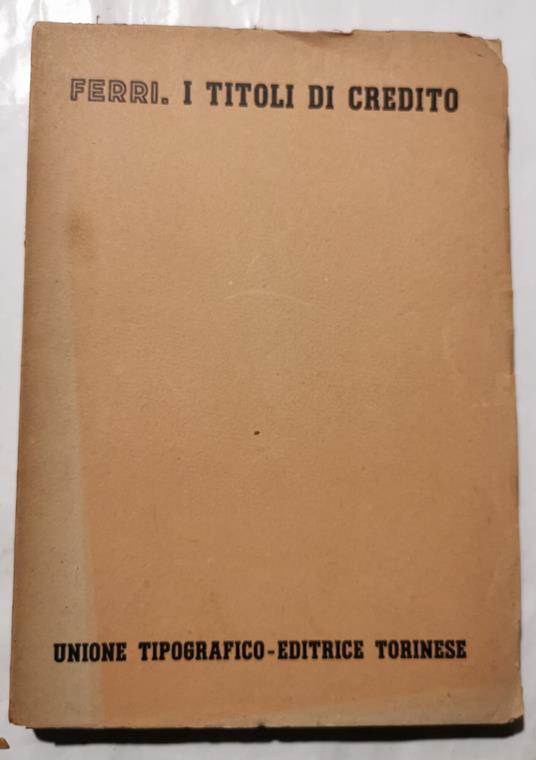 FERRI. I TITOLI DI CREDITO
UNIONE TIPOGRAFICO-EDITRICE TORINESE